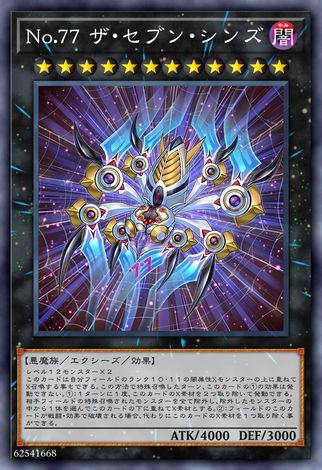 No.77 ザ・セブン・シンズ
闇
やみ
77
【悪魔族／エクシーズ／効果】
レベル１２モンスター×２
このカードは自分フィールドのランク１０・１１の闇属性Xモンスターの上に重ねて
X召喚する事もできる。この方法で特殊召喚したターン、このカードの①の効果は発
動できない。①：１ターンに１度、このカードのX素材を２つ取り除いて発動できる。
相手フィールドの特殊召喚されたモンスターを全て除外し、除外したモンスターの
中から１体を選んでこのカードの下に重ねてX素材とする。②：フィールドのこのカー
ドが戦闘・効果で破壊される場合、代わりにこのカードのX素材を１つ取り除く事
ができる。
ATK/4000 DEF/3000
62541668